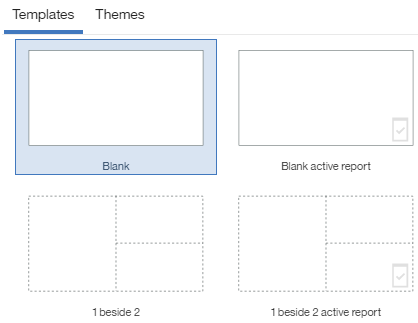 Templates Themes
Blank Blank active report
1 beside 2 1 beside 2 active report